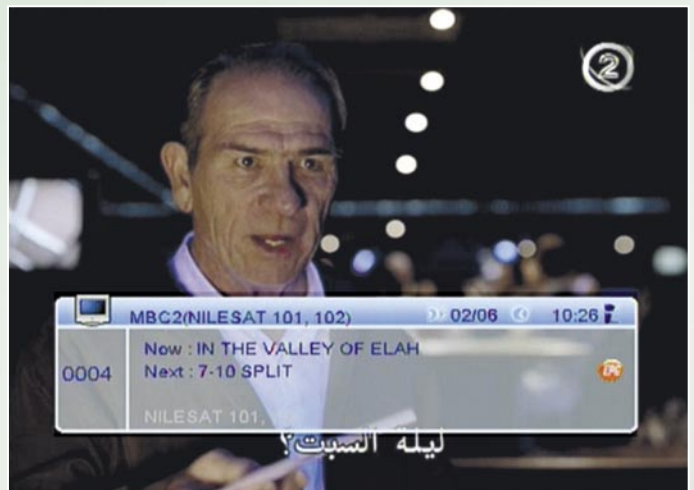 2
MBC2(NILESAT 101, 102) 02/06 10:26
Now : IN THE VALLEY OF ELAH
0004
Next : 7-10 SPLIT
EPG
NILESAT 101,
ليلة السبت؟